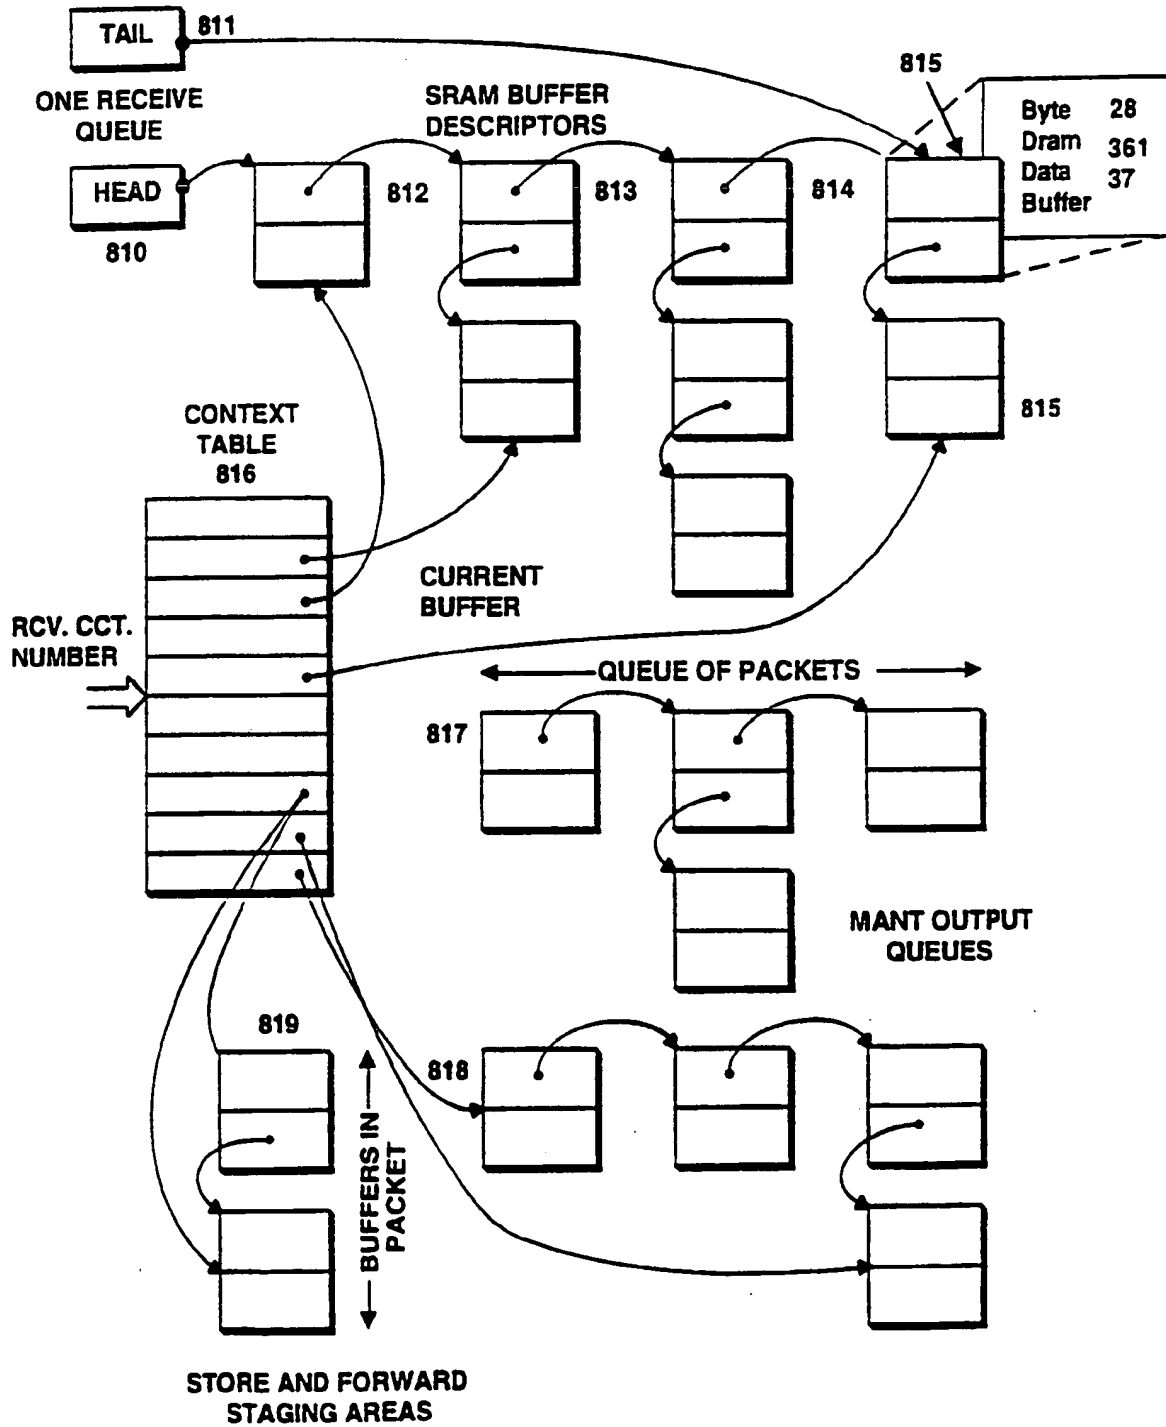 TAIL
811
ONE RECEIVE
QUEUE
HEAD
810
SRAM BUFFER
DESCRIPTORS
812
813
814
815
Byte 28
Dram 361
Data 37
Buffer
815
CONTEXT
TABLE
816
CURRENT
BUFFER
RCV. CCT.
NUMBER
QUEUE OF PACKETS
817
MANT OUTPUT
QUEUES
818
819
BUFFERS IN
PACKET
STORE AND FORWARD
STAGING AREAS